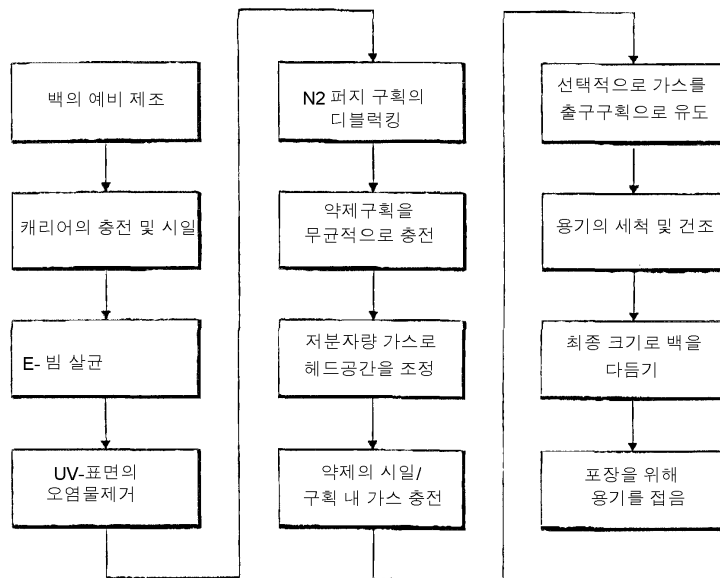 백의 예비 제조
캐리어의 충전 및 시일
E- 빔 살균
UV-표면의
오염물제거
N2 퍼지 구획의
디블럭킹
약제구획을
무균적으로 충전
저분자량 가스로
헤드공간을 조정
약제의 시일/
구획 내 가스 충전
선택적으로 가스를
출구구획으로 유도
용기의 세척 및 건조
최종 크기로 백을
다듬기
포장을 위해
용기를 접음